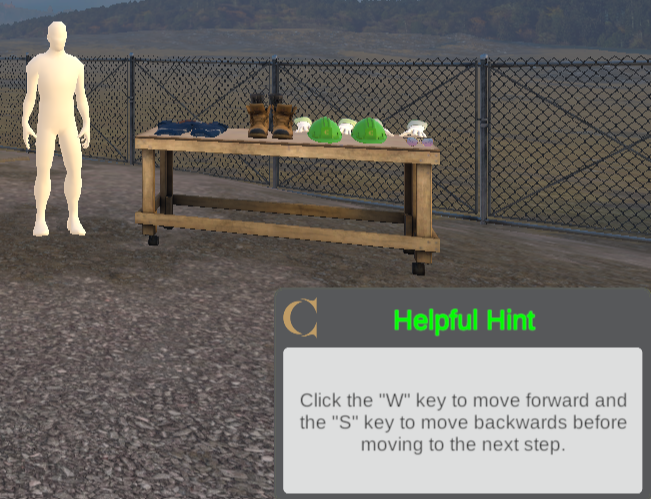 Helpful Hint
Click the "W" key to move forward and
the "S" key to move backwards before
moving to the next step.